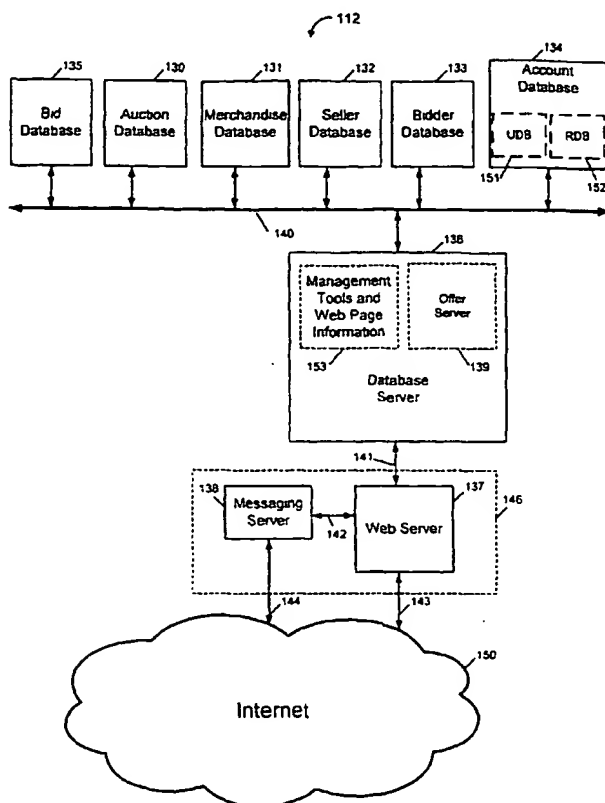 112
135
130
131
132
133
134
Bid
Database
Auction
Database
Merchandise
Database
Seller
Database
Bidder
Database
Account
Database
UDB
RDB
151
152
140
136
Management
Tools and
Web Page
Information
Offer
Server
153
139
Database
Server
141
138
137
146
Messaging
Server
142
Web Server
144
143
150
Internet